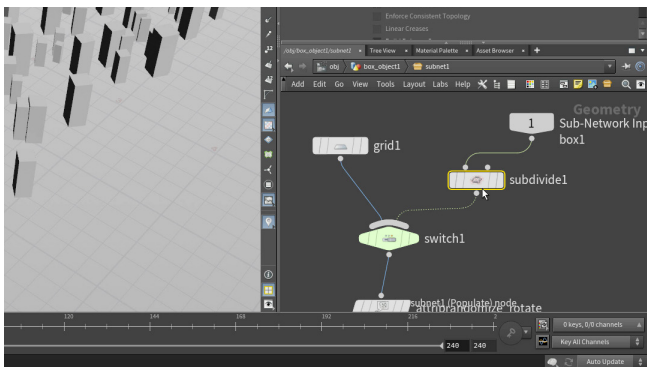 Enforce Consistent Topology
Linear Creases
/obj/box_object1/subnet1 × Tree View × Material Palette × Asset Browser × +
obj box_object1 subnet1
Add Edit Go View Tools Layout Labs Help
Geometry
1
Sub-Network Inp
box1
grid1
subdivide1
switch1
subnet1 (Populate) node
attribrandomize_rotate
120 144 168 192 216 2
240 240
0 keys, 0/0 channels
Key All Channels
Auto Update